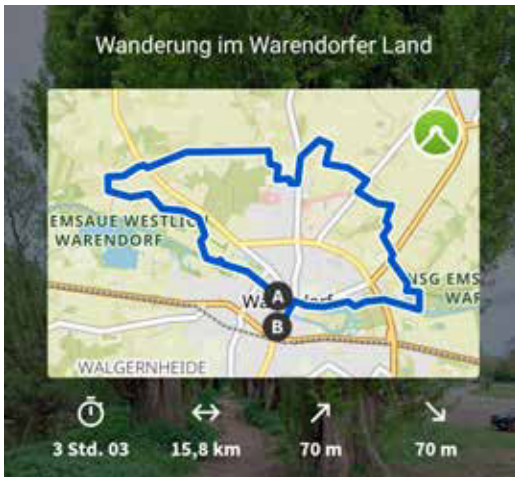 Wanderung im Warendorfer Land
EMSAUE WESTLICH
WARENDORF
NSG EMS
WAR
A
B
WALGERNHEIDE
3 Std. 03
15,8 km
70 m
70 m